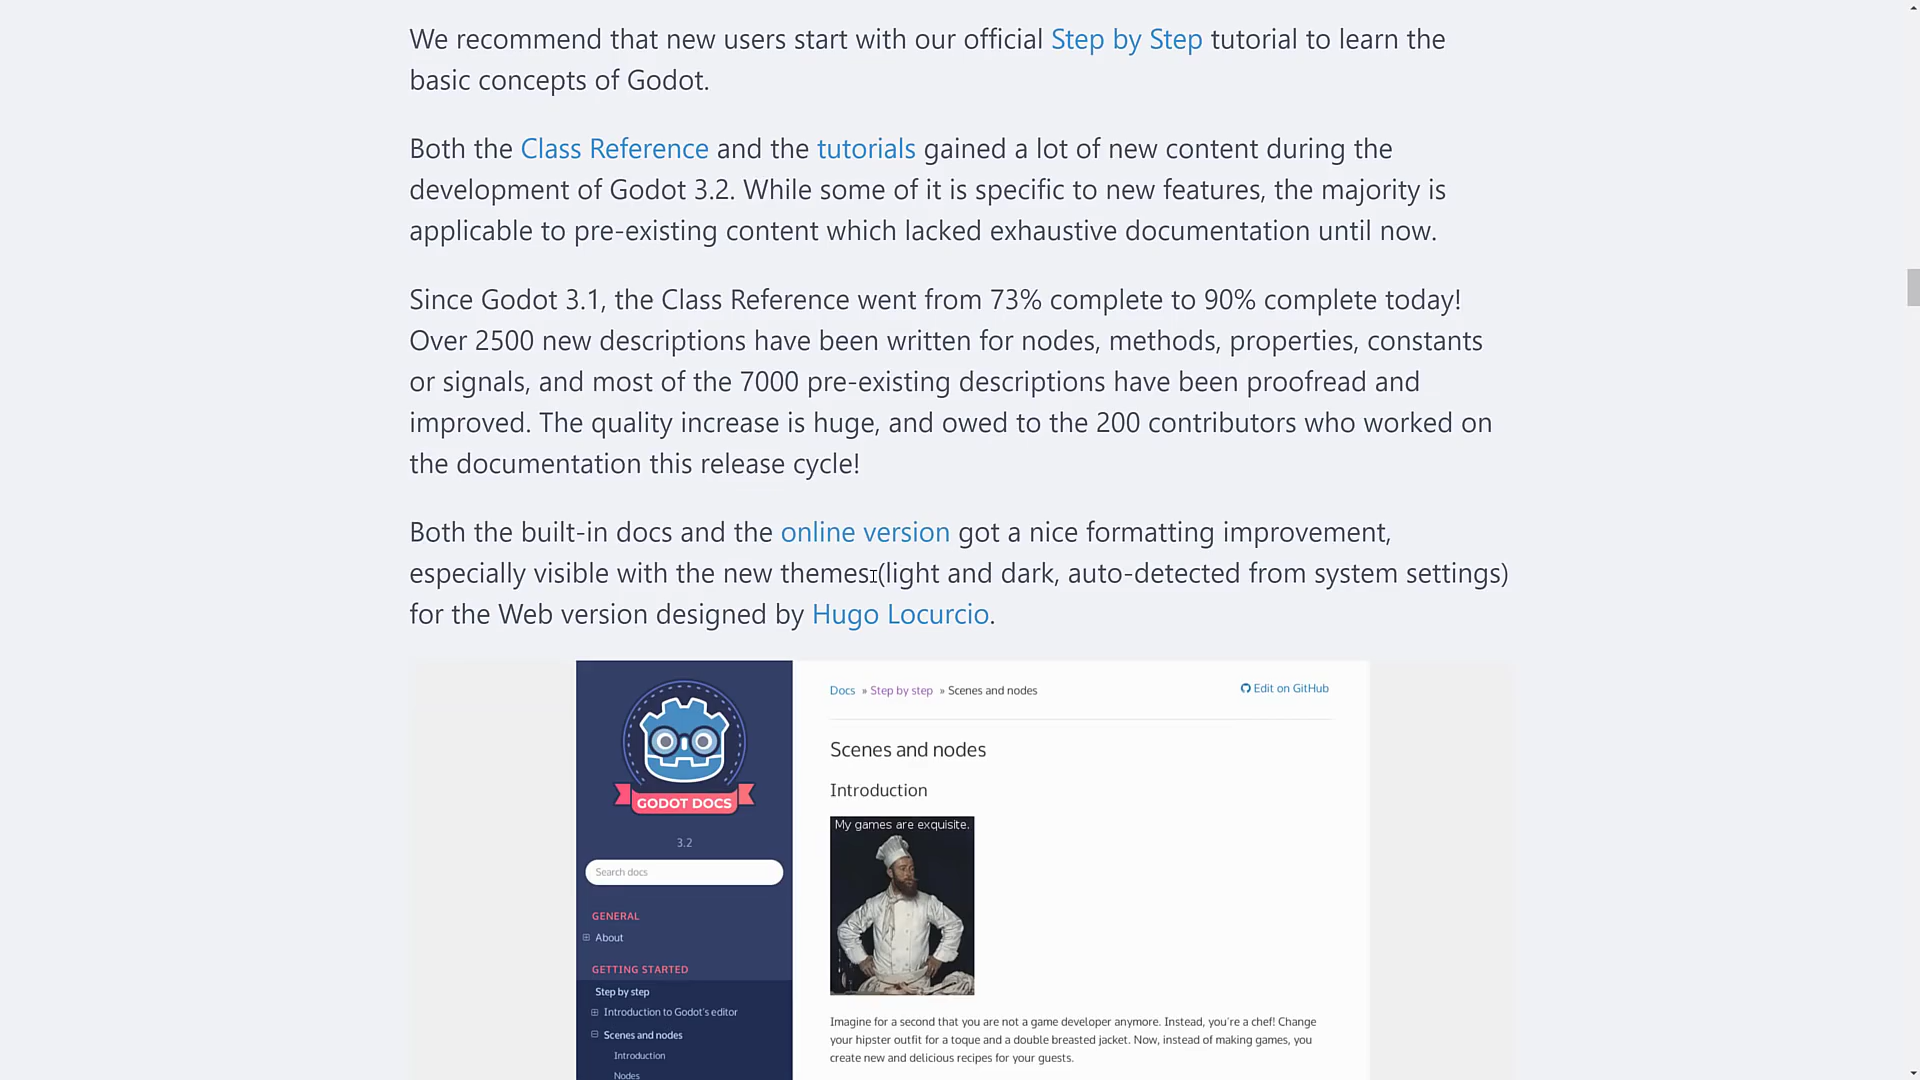 We recommend that new users start with our official Step by Step tutorial to learn the
basic concepts of Godot.
Both the Class Reference and the tutorials gained a lot of new content during the
development of Godot 3.2. While some of it is specific to new features, the majority is
applicable to pre-existing content which lacked exhaustive documentation until now.
Since Godot 3.1, the Class Reference went from 73% complete to 90% complete today!
Over 2500 new descriptions have been written for nodes, methods, properties, constants
or signals, and most of the 7000 pre-existing descriptions have been proofread and
improved. The quality increase is huge, and owed to the 200 contributors who worked on
the documentation this release cycle!
Both the built-in docs and the online version got a nice formatting improvement,
especially visible with the new themes (light and dark, auto-detected from system settings)
for the Web version designed by Hugo Locurcio.
GODOT DOCS
3.2
Search docs
GENERAL
About
GETTING STARTED
Step by step
Introduction to Godot's editor
Scenes and nodes
Introduction
Nodes
Docs » Step by step » Scenes and nodes
Edit on GitHub
Scenes and nodes
Introduction
My games are exquisite.
Imagine for a second that you are not a game developer anymore. Instead, you're a chef! Change
your hipster outfit for a toque and a double breasted jacket. Now, instead of making games, you
create new and delicious recipes for your guests.